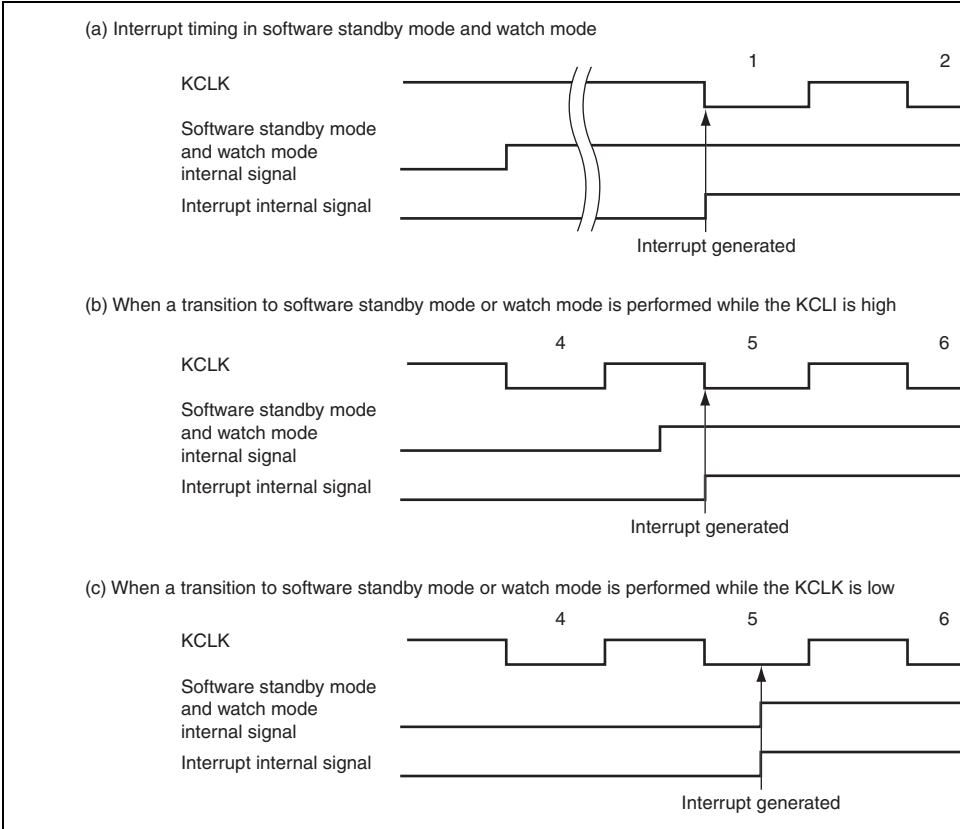 (a) Interrupt timing in software standby mode and watch mode
1 2
KCLK
Software standby mode
and watch mode
internal signal
Interrupt internal signal
Interrupt generated
(b) When a transition to software standby mode or watch mode is performed while the KCLI is high
4 5 6
KCLK
Software standby mode
and watch mode
internal signal
Interrupt internal signal
Interrupt generated
(c) When a transition to software standby mode or watch mode is performed while the KCLK is low
4 5 6
KCLK
Software standby mode
and watch mode
internal signal
Interrupt internal signal
Interrupt generated